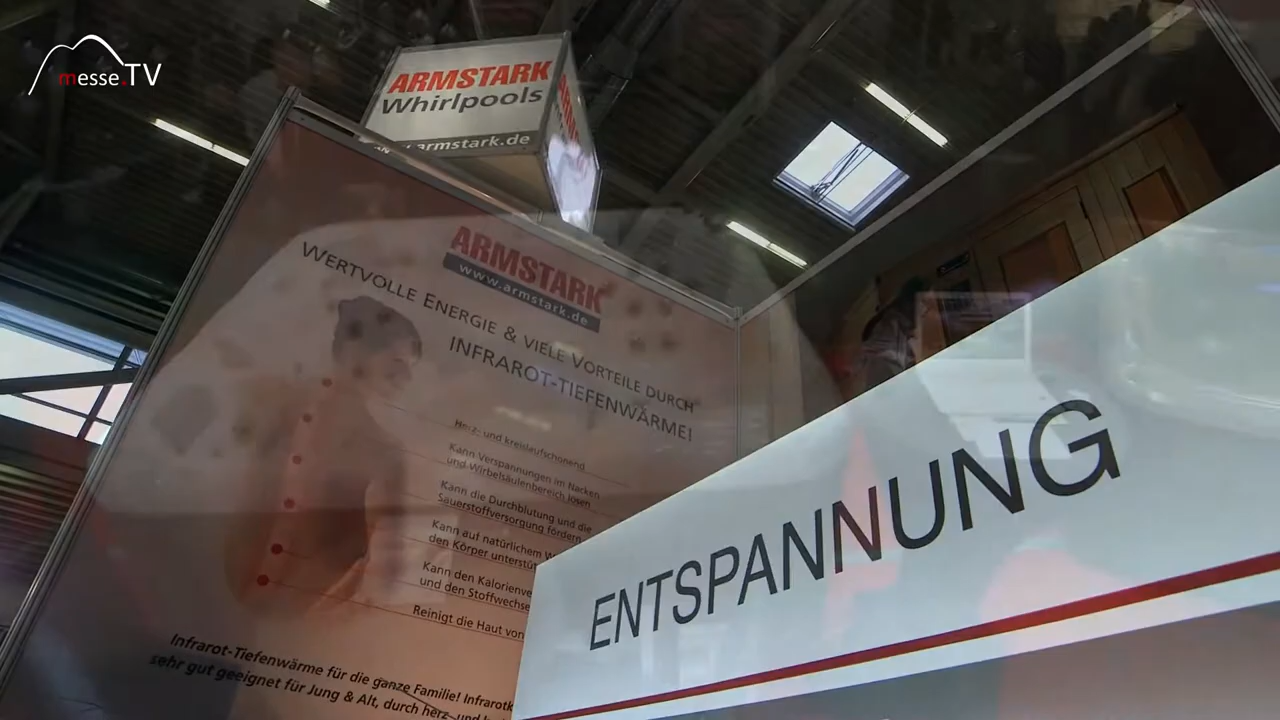 messe.TV
ARMSTARK
Whirlpools
armstark.de
ARMSTARK
www.armstark.de
WERTVOLLE ENERGIE & VIELE VORTEILE DURCH
INFRAROT-TIEFENWÄRME!
Herz- und kreislaufschonend
Kann Verspannungen im Narken
und Wirbelsäulenbereich lösen
Kann die Durchblutung und die
Sauerstoffversorgung fördern
Kann auf natürlichem
den Körper
Kann den
und den
Reinigt die Haut von
Infrarot-Tiefenwärme für die ganze Familie!
sehr gut geeignet für Jung & Alt, durch herz- und
ENTSPANNUNG